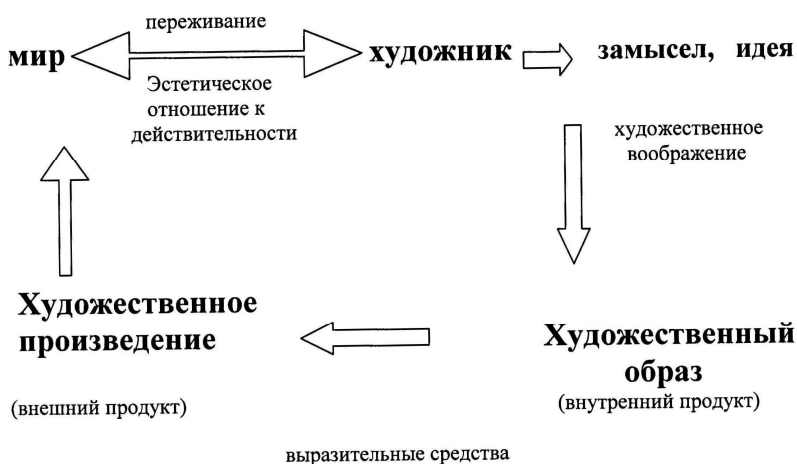 переживание
мир
художник
замысел, идея
Эстетическое
отношение к
действительности
художественное
воображение
Художественное
произведение
(внешний продукт)
Художественный
образ
(внутренний продукт)
выразительные средства